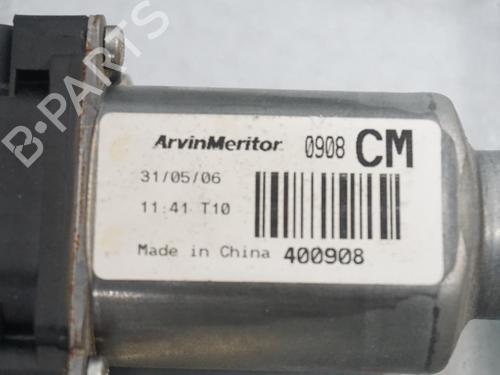 B-PARTS
ArvinMeritor 0908 CM
31/05/06
11:41 T10
Made in China 400908